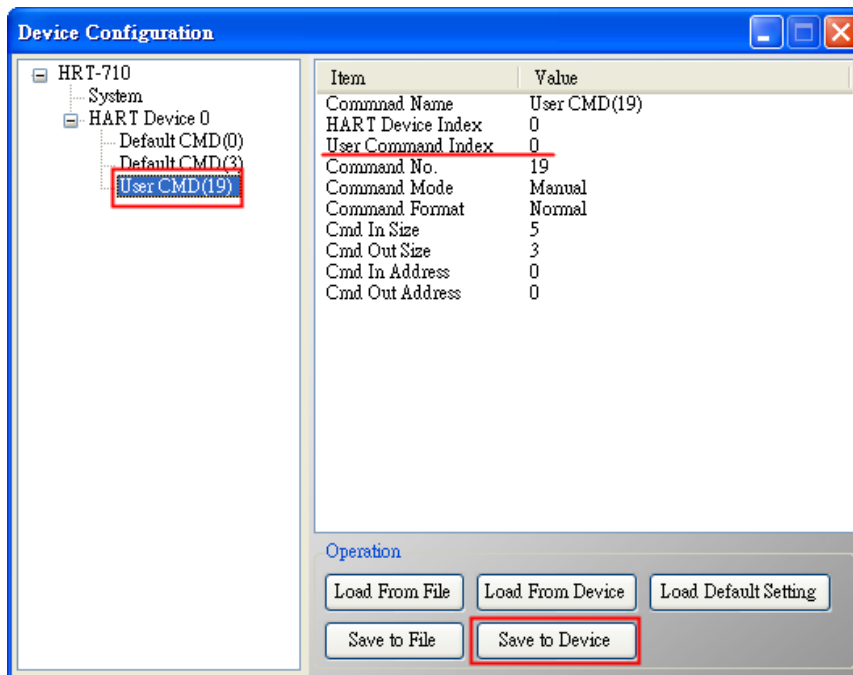 Device Configuration
HRT-710
System
HART Device 0
Default CMD(0)
Default CMD(3)
User CMD(19)
Item Value
Commnad Name User CMD(19)
HART Device Index 0
User Command Index 0
Command No. 19
Command Mode Manual
Command Format Normal
Cmd In Size 5
Cmd Out Size 3
Cmd In Address 0
Cmd Out Address 0
Operation
Load From File Load From Device Load Default Setting
Save to File Save to Device